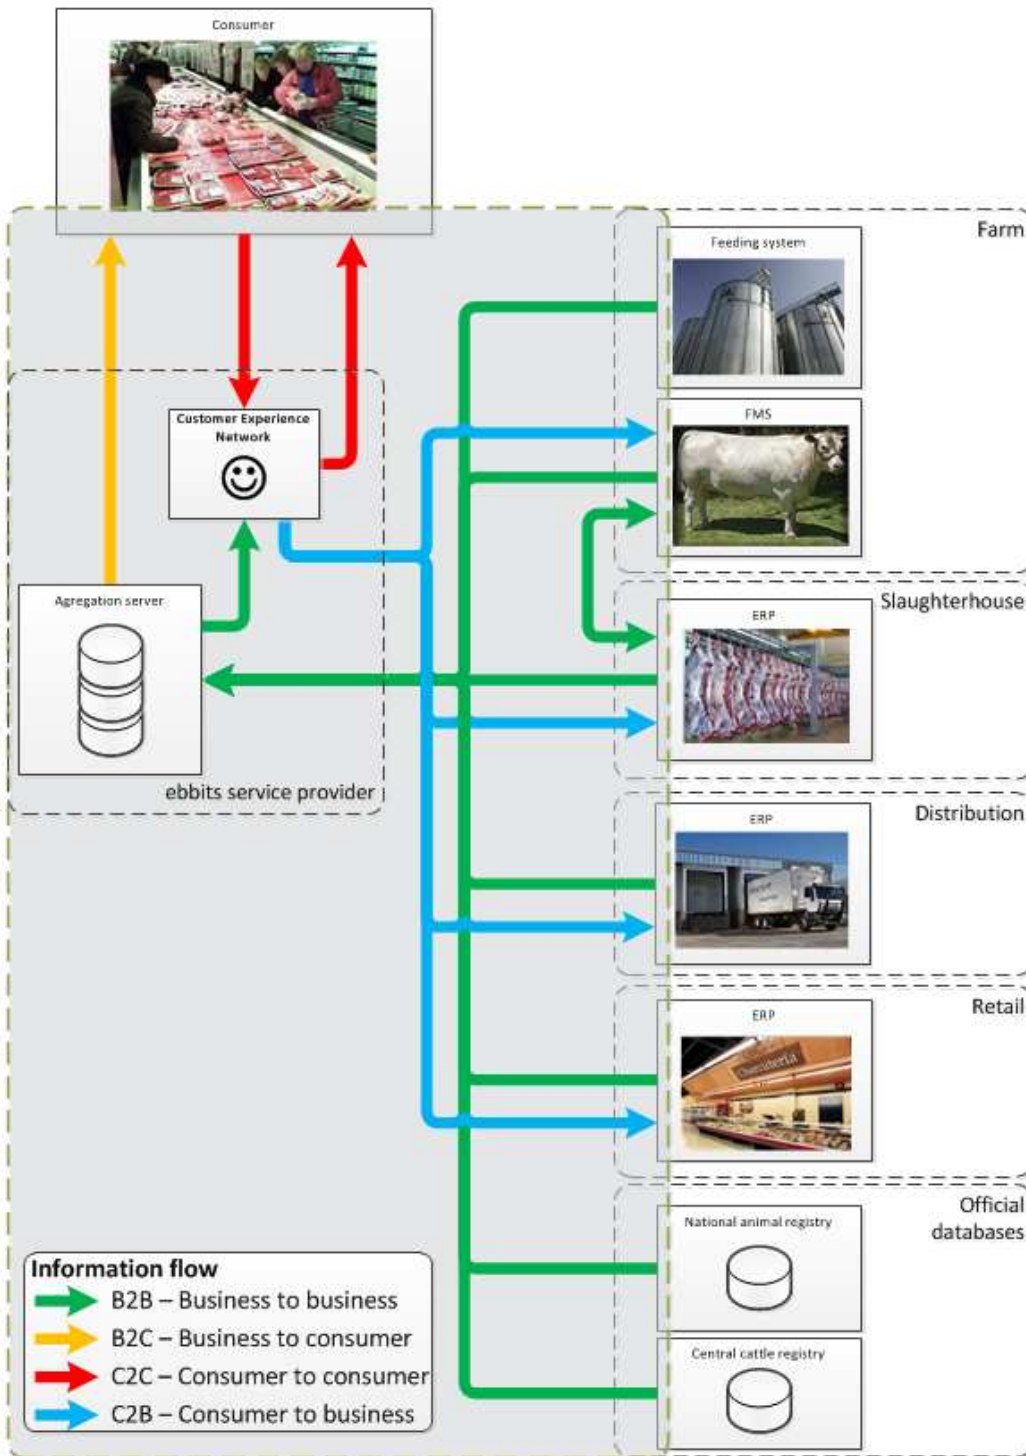 Consumer
Farm
Feeding system
Customer Experience
Network
FMS
Agregation server
Slaughterhouse
ERP
ebbits service provider
Distribution
ERP
Retail
ERP
Charcuteria
Official
databases
National animal registry
Central cattle registry
Information flow
B2B – Business to business
B2C – Business to consumer
C2C – Consumer to consumer
C2B – Consumer to business